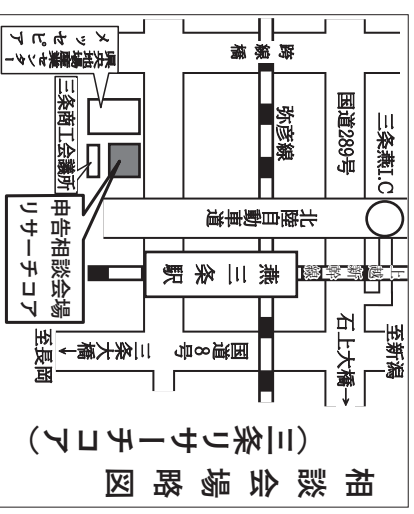 相談会場略図
(三条リサーチコア)
至新潟
石上大橋→
国道8号
三条大橋
至長岡
上越新幹線
燕三条駅
北陸自動車道
三条燕I.C
国道289号
弥彦線
跨線橋
申告相談会場
リサーチコア
三条商工会議所
県央地場産業センター
メッセピア